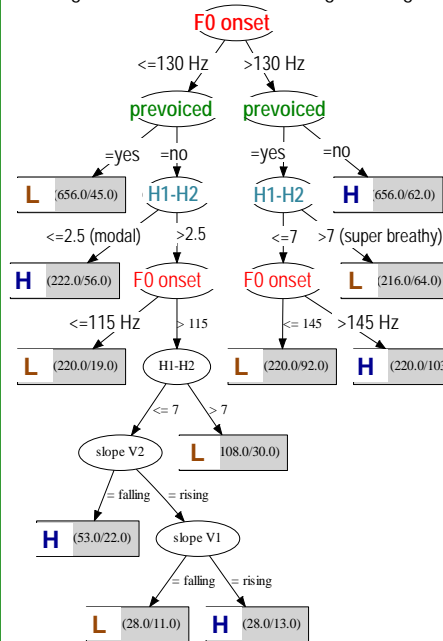 F0 onset
<=130 Hz >130 Hz
prevoiced prevoiced
=yes =no =yes =no
L (656.0/45.0) H1-H2 H1-H2 H (656.0/62.0)
<=2.5 (modal) >2.5 <=7 >7 (super breathy)
H (222.0/56.0) F0 onset F0 onset L (216.0/64.0)
<=115 Hz > 115 <= 145 >145 Hz
L (220.0/19.0) H1-H2 L (220.0/92.0) H (220.0/103
<= 7 > 7
slope V2 L 108.0/30.0)
= falling = rising
H (53.0/22.0) slope V1
= falling = rising
L (28.0/11.0) H (28.0/13.0)